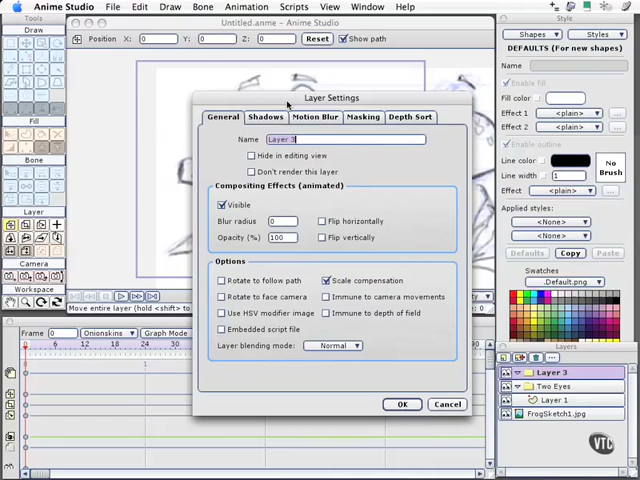 Anime Studio File Edit Draw Bone Animation Scripts View Window Help
Tools
Untitled.anme - Anime Studio
Style
Draw
Position X: 0 Y: 0 Z: 0 Reset Show path
Shapes Styles
DEFAULTS (For new shapes)
Name
Enable fill
Fill color
Effect 1 <plain>
Effect 2 <plain>
Enable outline
Line color
Line width 1
No
Brush
Effect <plain>
Applied styles:
<None>
<None>
Defaults Copy Paste
Swatches
.Default.png
Fill
Bone
Layer
Camera
Workspace
Layer Settings
General Shadows Motion Blur Masking Depth Sort
Name Layer 3
Hide in editing view
Don't render this layer
Compositing Effects (animated)
Visible
Blur radius 0 Flip horizontally
Opacity (%) 100 Flip vertically
Options
Rotate to follow path Scale compensation
Rotate to face camera Immune to camera movements
Use HSV modifier image Immune to depth of field
Embedded script file
Layer blending mode: Normal
OK Cancel
Move entire layer (hold <shift> to
Frame 0 Onionskins Graph Mode
6 12 18 24 30 36 42 90
0 1
Layers
Layer 3
Two Eyes
Layer 1
FrogSketch1.jpg
VTC